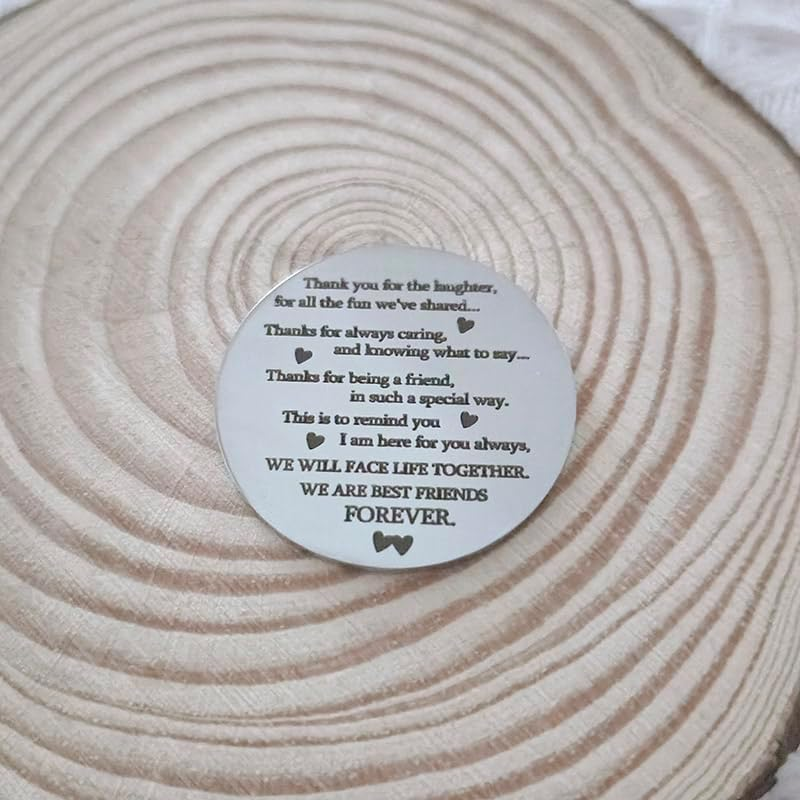 Thank you for the laughter,
for all the fun we've shared...
Thanks for always caring,
and knowing what to say...
Thanks for being a friend,
in such a special way.
This is to remind you
I am here for you always,
WE WILL FACE LIFE TOGETHER.
WE ARE BEST FRIENDS
FOREVER.